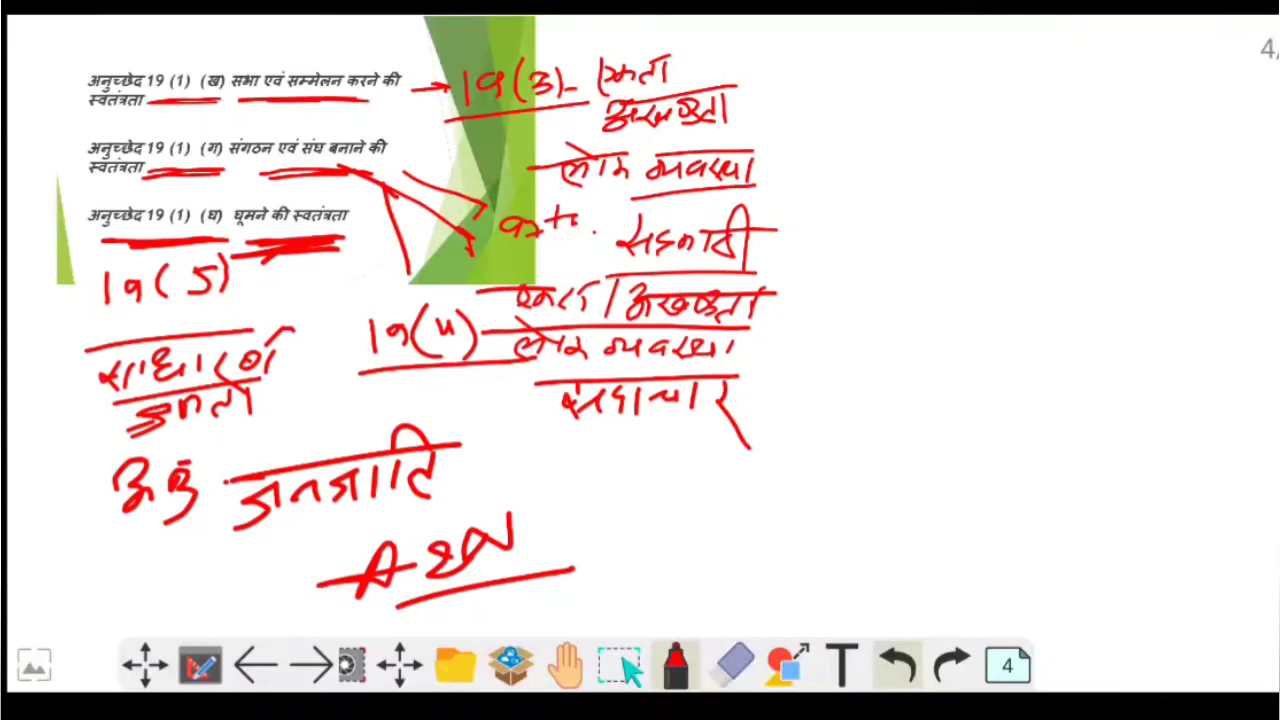 अनुच्छेद 19 (1) (ख) सभा एवं सम्मेलन करने की
स्वतंत्रता
19(3)- एकता
अखण्डता
अनुच्छेद 19 (1) (ग) संगठन एवं संघ बनाने की
स्वतंत्रता
लोक व्यवस्था
अनुच्छेद 19 (1) (घ) घूमने की स्वतंत्रता
19(5)
एकता / अखण्डता
19(4)
लोक व्यवस्था
सदाचार
साधारण
जनता
अनु जनजाति
4
4